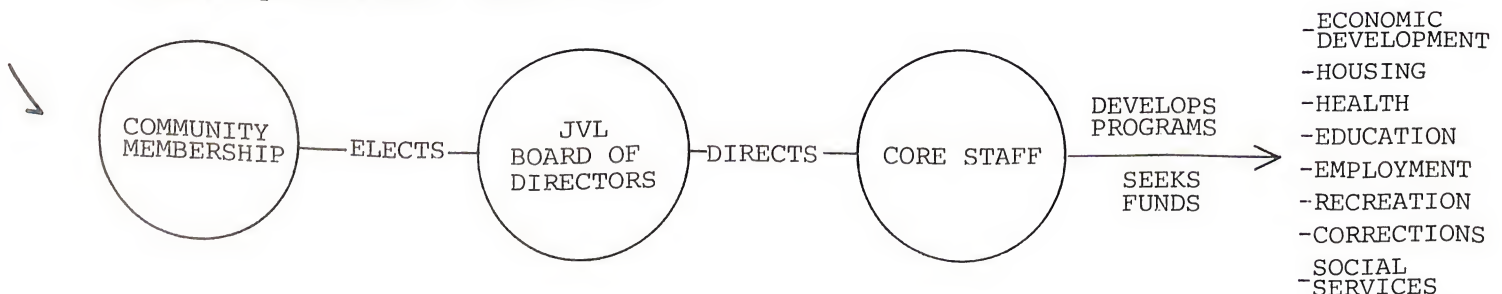 COMMUNITY
MEMBERSHIP
ELECTS
JVL
BOARD OF
DIRECTORS
DIRECTS
CORE STAFF
DEVELOPS
PROGRAMS
SEEKS
FUNDS
-ECONOMIC
DEVELOPMENT
-HOUSING
-HEALTH
-EDUCATION
-EMPLOYMENT
-RECREATION
-CORRECTIONS
-SOCIAL
SERVICES